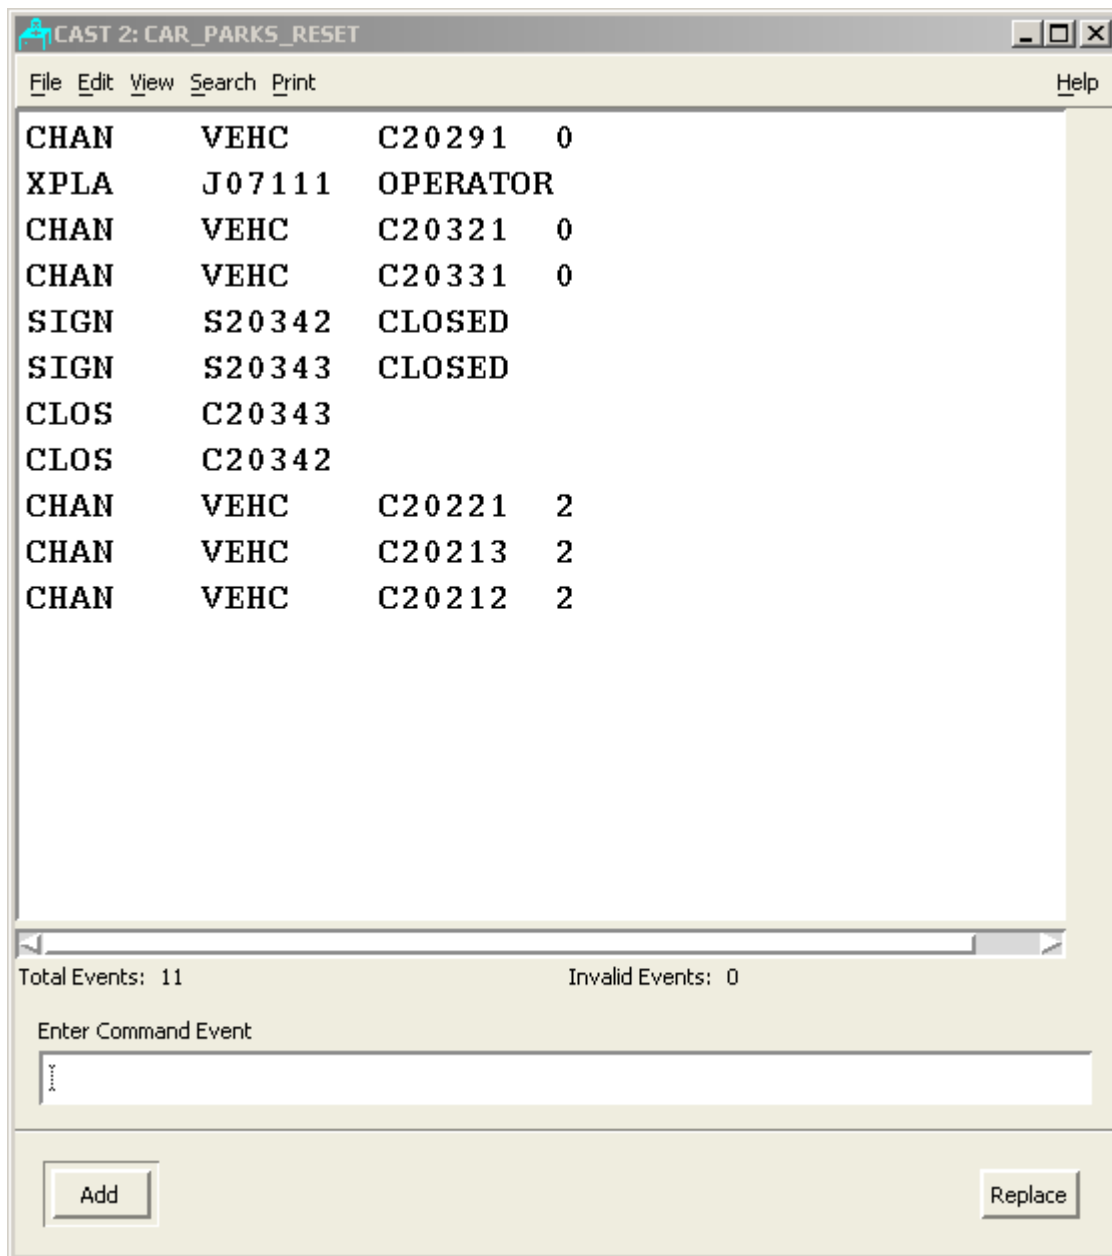 CAST 2: CAR_PARKS_RESET
File Edit View Search Print Help
CHAN VEHC C20291 0
XPLA J07111 OPERATOR
CHAN VEHC C20321 0
CHAN VEHC C20331 0
SIGN S20342 CLOSED
SIGN S20343 CLOSED
CLOS C20343
CLOS C20342
CHAN VEHC C20221 2
CHAN VEHC C20213 2
CHAN VEHC C20212 2
Total Events: 11 Invalid Events: 0
Enter Command Event
Add Replace